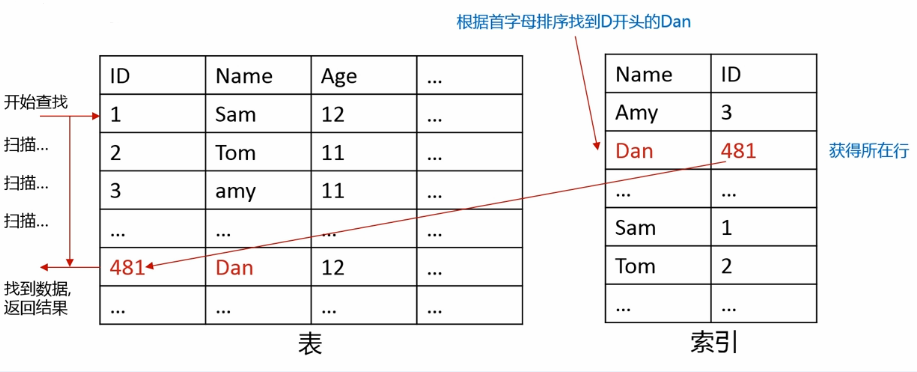 根据首字母排序找到D开头的Dan
ID Name Age ...
Name ID
开始查找
1 Sam 12 ...
Amy 3
扫描...
2 Tom 11 ...
Dan 481
获得所在行
扫描...
3 amy 11 ...
... ...
扫描...
... ... ... ...
Sam 1
481 Dan 12 ...
Tom 2
找到数据,
返回结果
... ... ... ...
... ...
表
索引